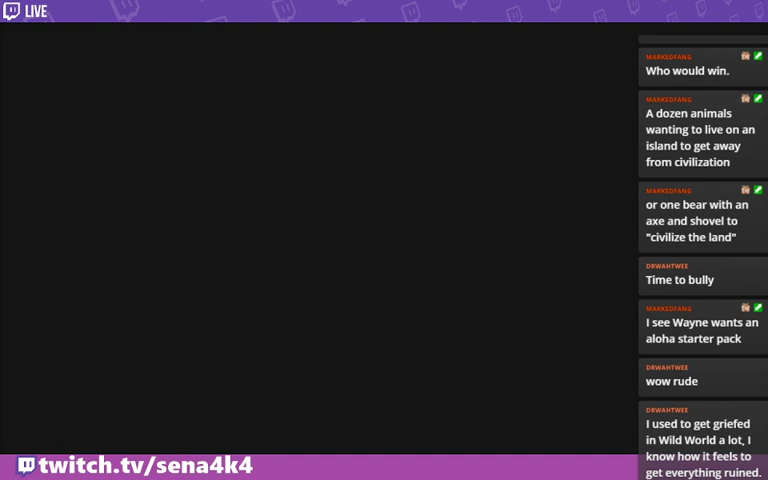 LIVE
MARKEDFANG
Who would win.
MARKEDFANG
A dozen animals
wanting to live on an
island to get away
from civilization
MARKEDFANG
or one bear with an
axe and shovel to
"civilize the land"
DRWAHTWEE
Time to bully
MARKEDFANG
I see Wayne wants an
aloha starter pack
DRWAHTWEE
wow rude
DRWAHTWEE
I used to get griefed
in Wild World a lot, I
know how it feels to
get everything ruined.
twitch.tv/sena4k4